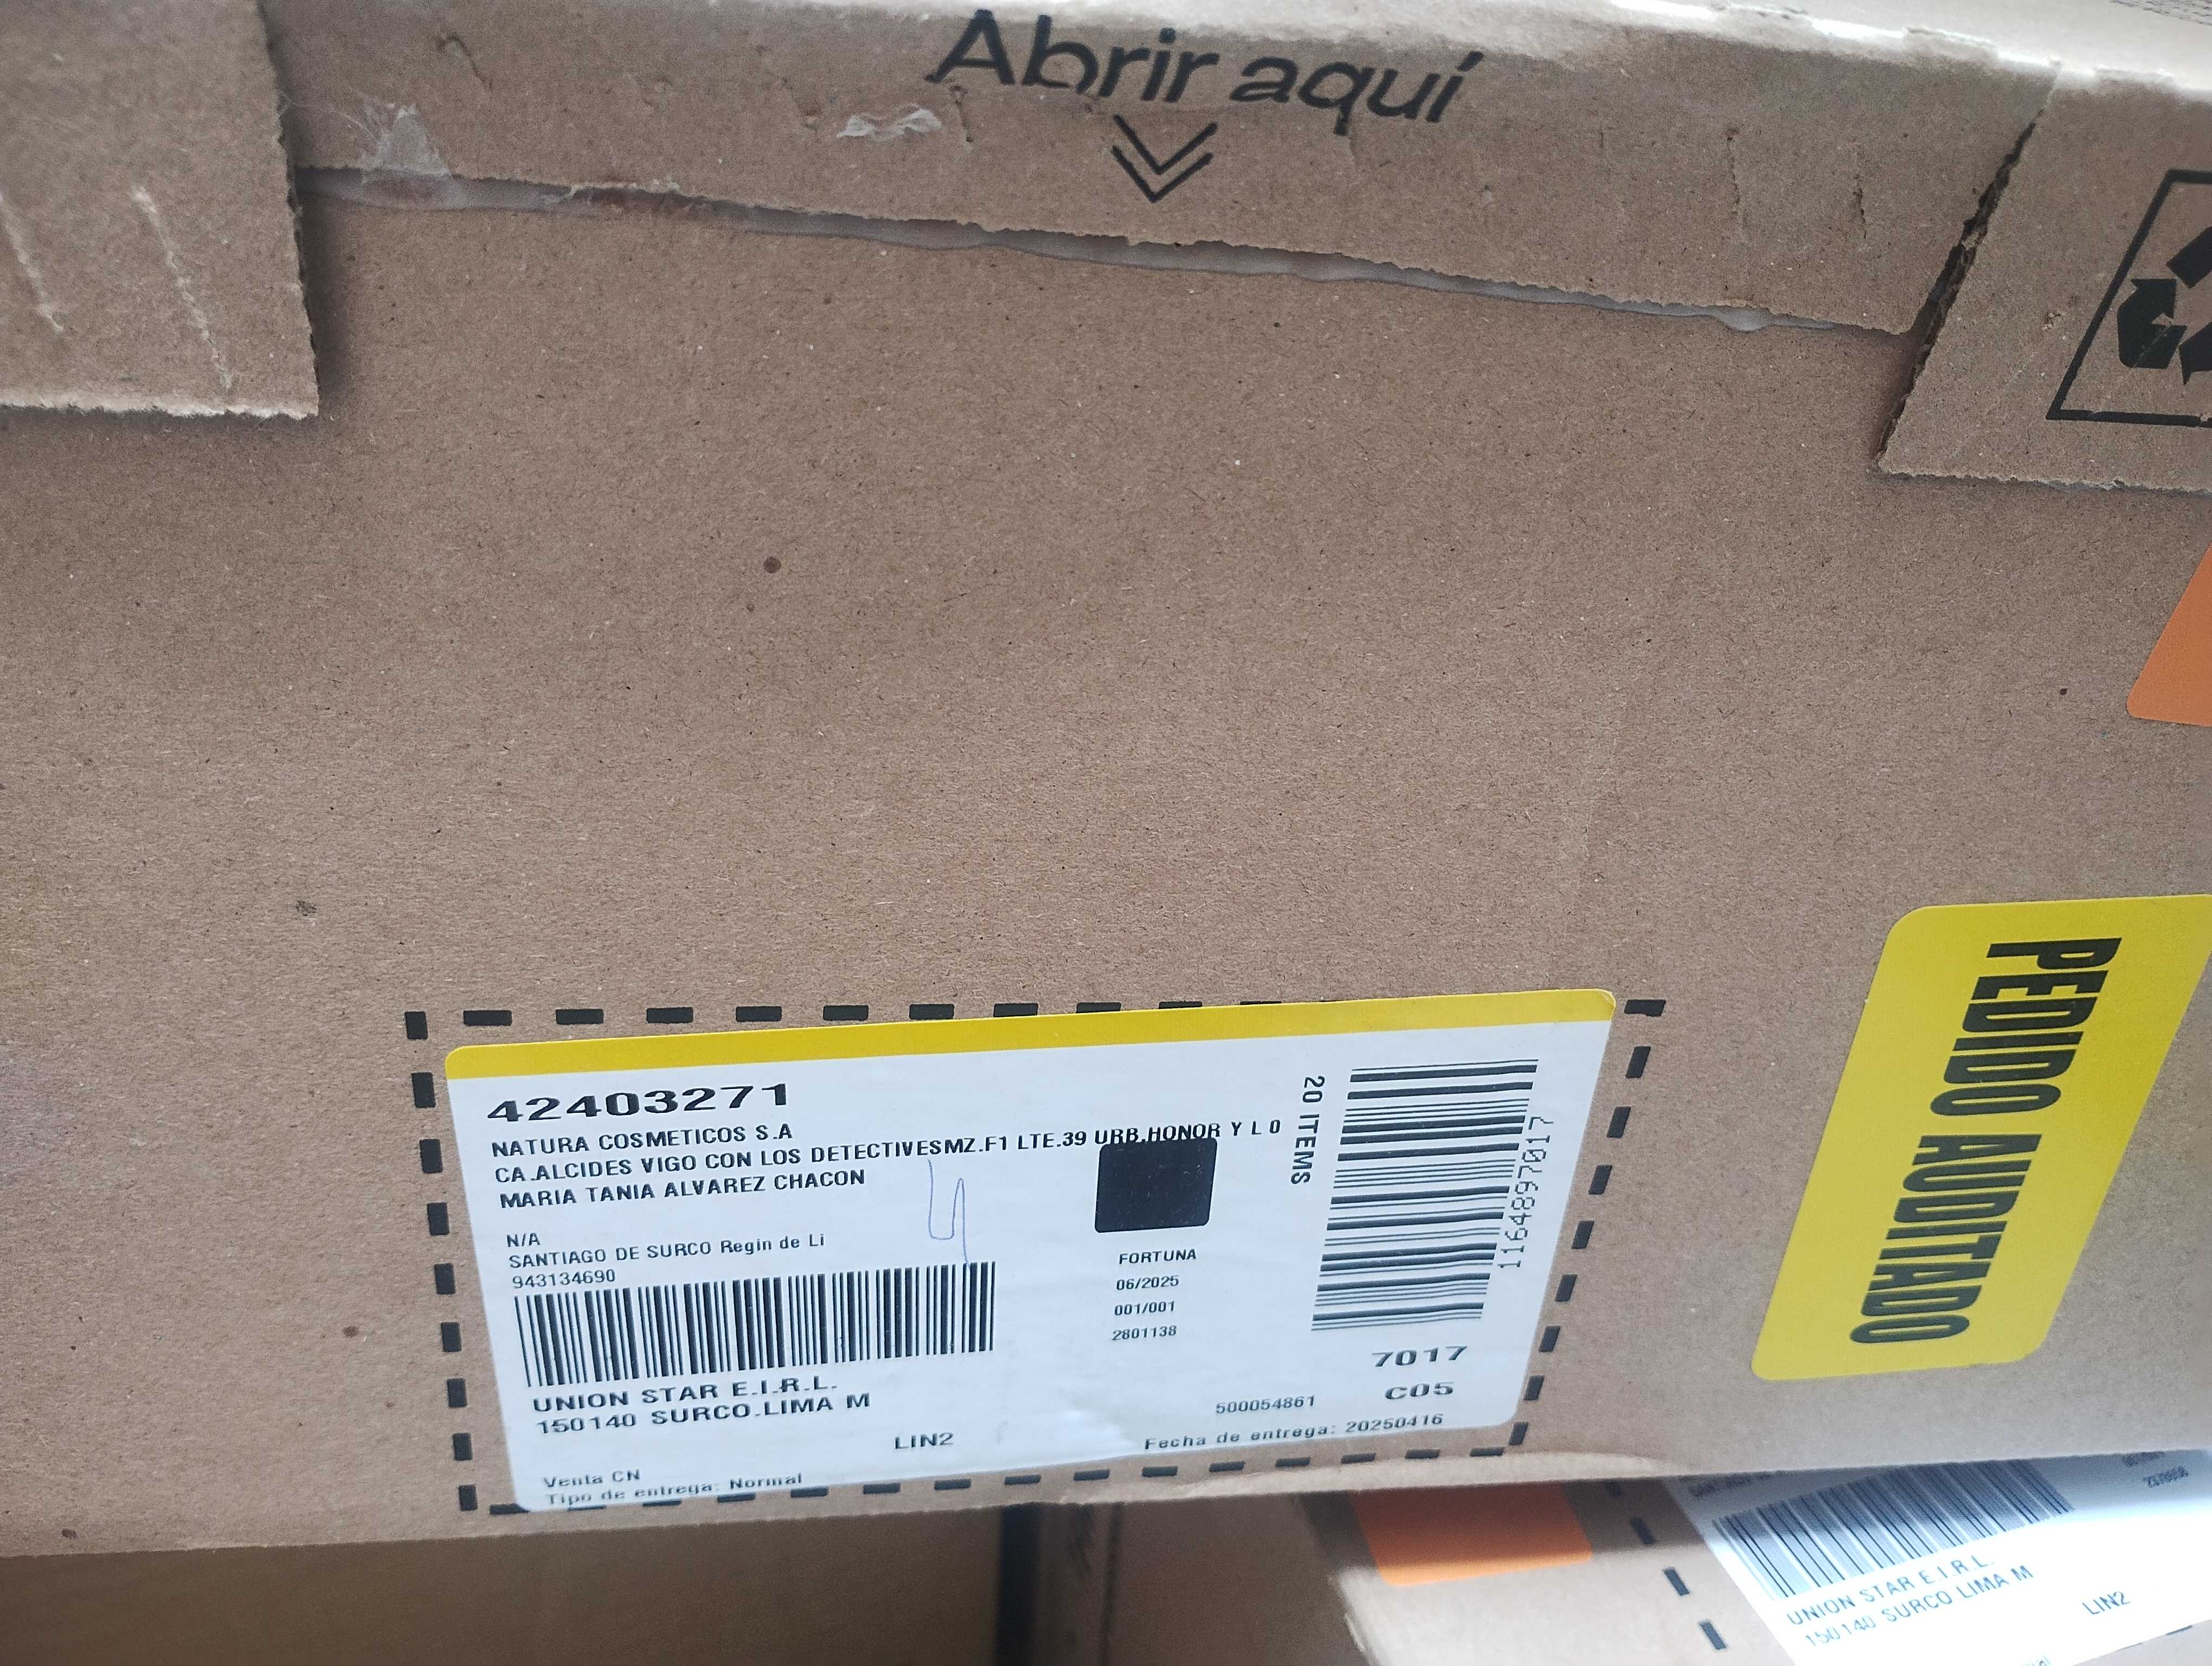 Abrir aquí
42403271
NATURA COSMETICOS S.A
CA.ALCIDES VIGO CON LOS DETECTIVESMZ.F1 LTE.39 URB.HONOR Y L 0
MARIA TANIA ALVAREZ CHACON
N/A
SANTIAGO DE SURCO Regin de Li
943134690
UNION STAR E.I.R.L.
150140 SURCO.LIMA M
LIN2
Venta CN
Tipo de entrega: Normal
FORTUNA
06/2025
001/001
2801138
20 ITEMS
1164897017
7017
C05
500054861
Fecha de entrega: 20250416
PEDIDO AUDITADO
UNION STAR E.I.R.L.
150140 SURCO.LIMA M
LIN2